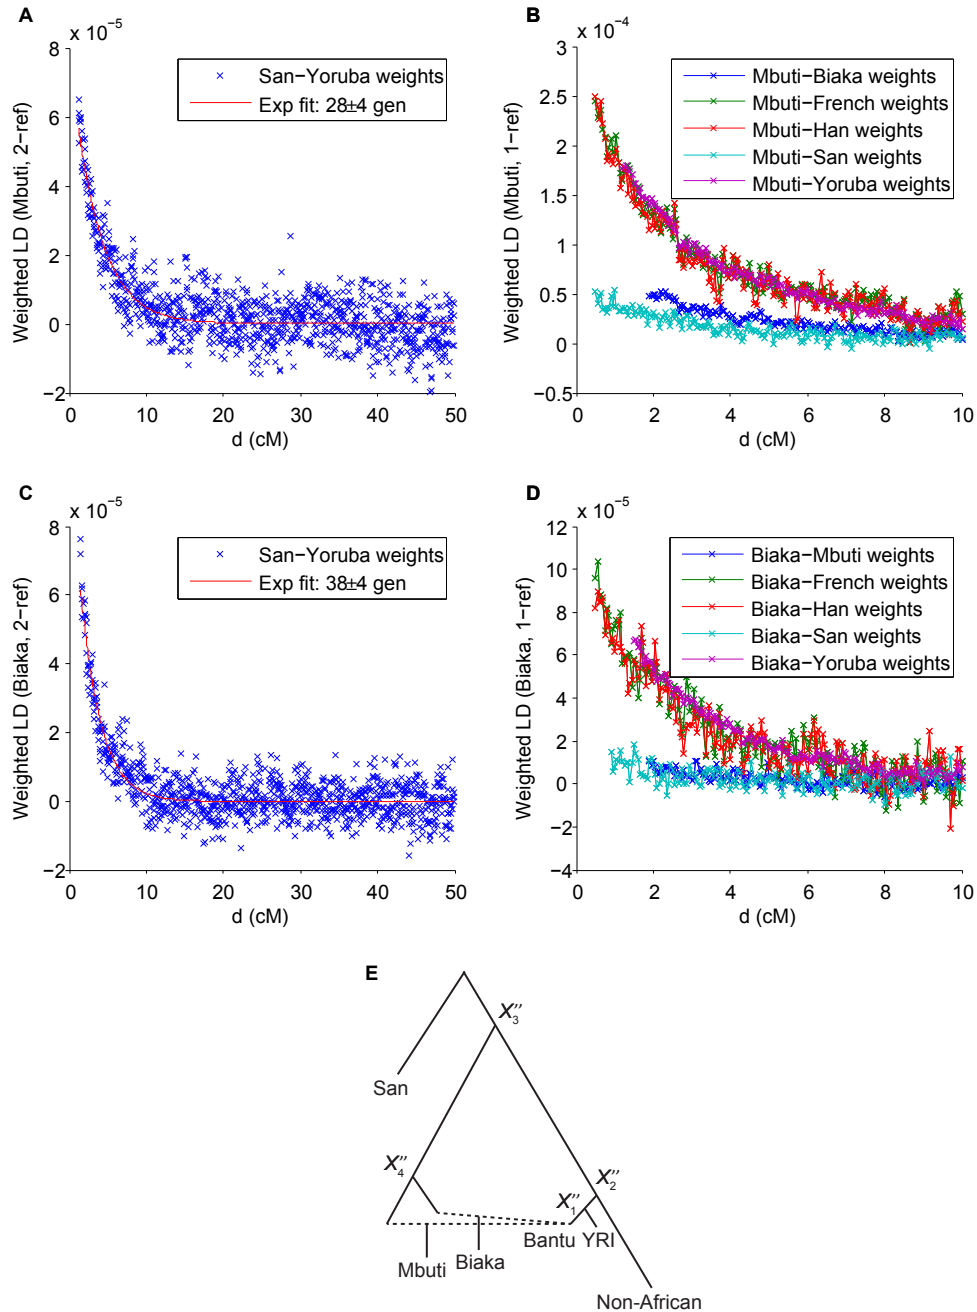 A
x 10−5
8
6
4
2
0
−2
0 10 20 30 40 50
d (cM)
Weighted LD (Mbuti, 2−ref)
San−Yoruba weights
Exp fit: 28±4 gen
B
x 10−4
3
2.5
2
1.5
1
0.5
0
−0.5
0 2 4 6 8 10
d (cM)
Weighted LD (Mbuti, 1−ref)
Mbuti−Biaka weights
Mbuti−French weights
Mbuti−Han weights
Mbuti−San weights
Mbuti−Yoruba weights
C
x 10−5
8
6
4
2
0
−2
0 10 20 30 40 50
d (cM)
Weighted LD (Biaka, 2−ref)
San−Yoruba weights
Exp fit: 38±4 gen
D
x 10−5
12
10
8
6
4
2
0
−2
−4
0 2 4 6 8 10
d (cM)
Weighted LD (Biaka, 1−ref)
Biaka−Mbuti weights
Biaka−French weights
Biaka−Han weights
Biaka−San weights
Biaka−Yoruba weights
E
X″3
San
X″4
X″2
X″1
Bantu YRI
Biaka
Mbuti
Non-African